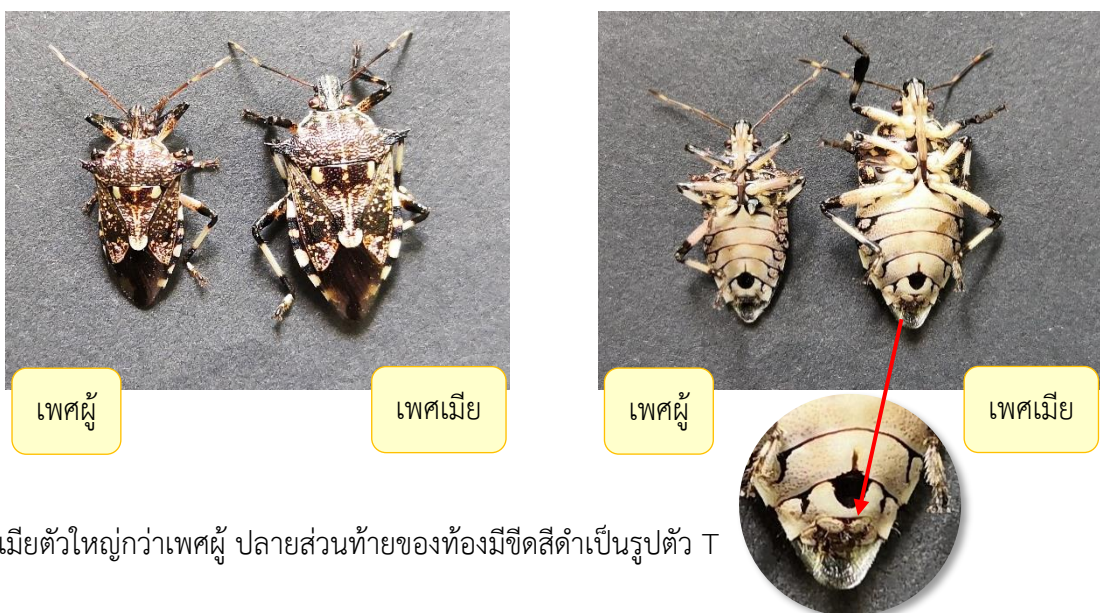 เพศผู้
เพศเมีย
เพศผู้
เพศเมีย
เมียตัวใหญ่กว่าเพศผู้ ปลายส่วนท้ายของท้องมีขีดสีดำเป็นรูปตัว T